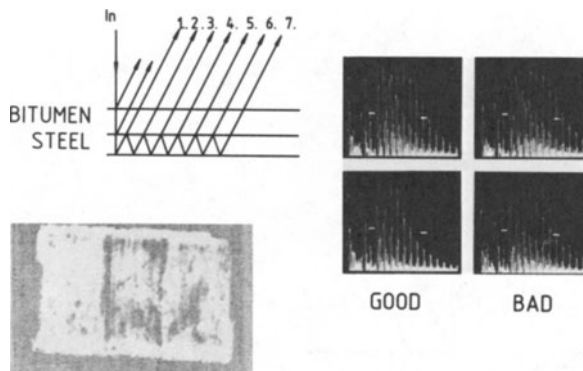 In
1. 2. 3. 4. 5. 6. 7.
BITUMEN
STEEL
GOOD BAD